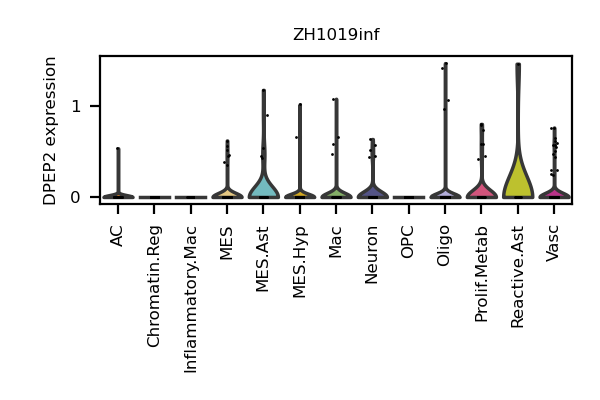 ZH1019inf
DPEP2 expression
1
0
AC
Chromatin.Reg
Inflammatory.Mac
MES
MES.Ast
MES.Hyp
Mac
Neuron
OPC
Oligo
Prolif.Metab
Reactive.Ast
Vasc